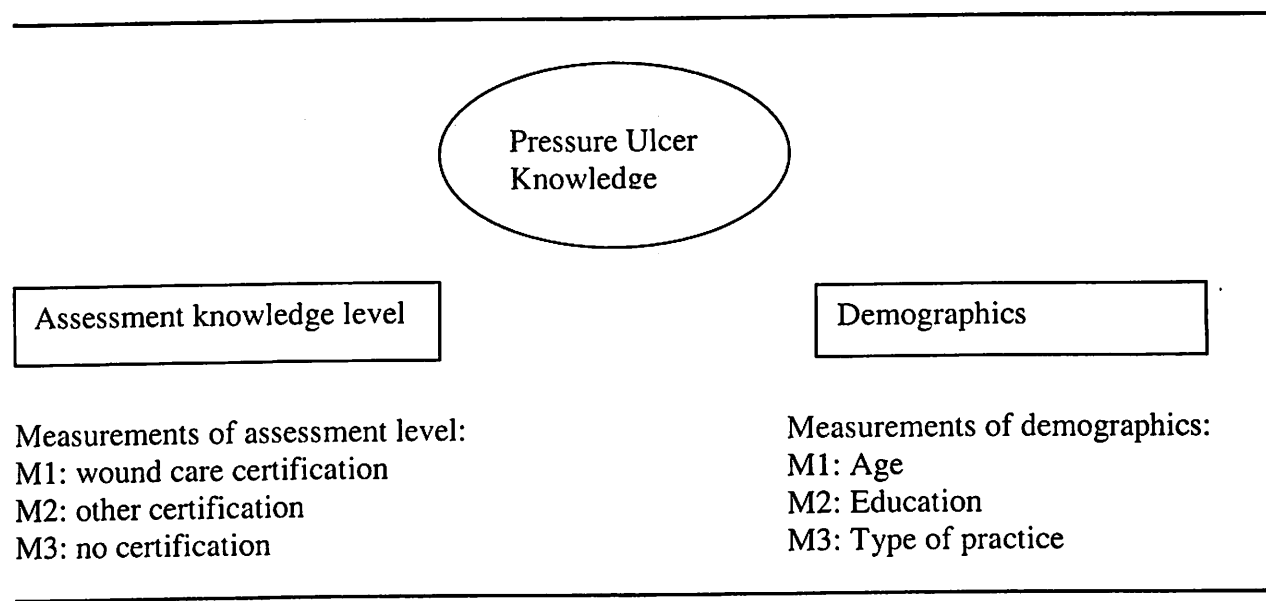 Pressure Ulcer
Knowledge
Assessment knowledge level
Demographics
Measurements of assessment level:
M1: wound care certification
M2: other certification
M3: no certification
Measurements of demographics:
M1: Age
M2: Education
M3: Type of practice